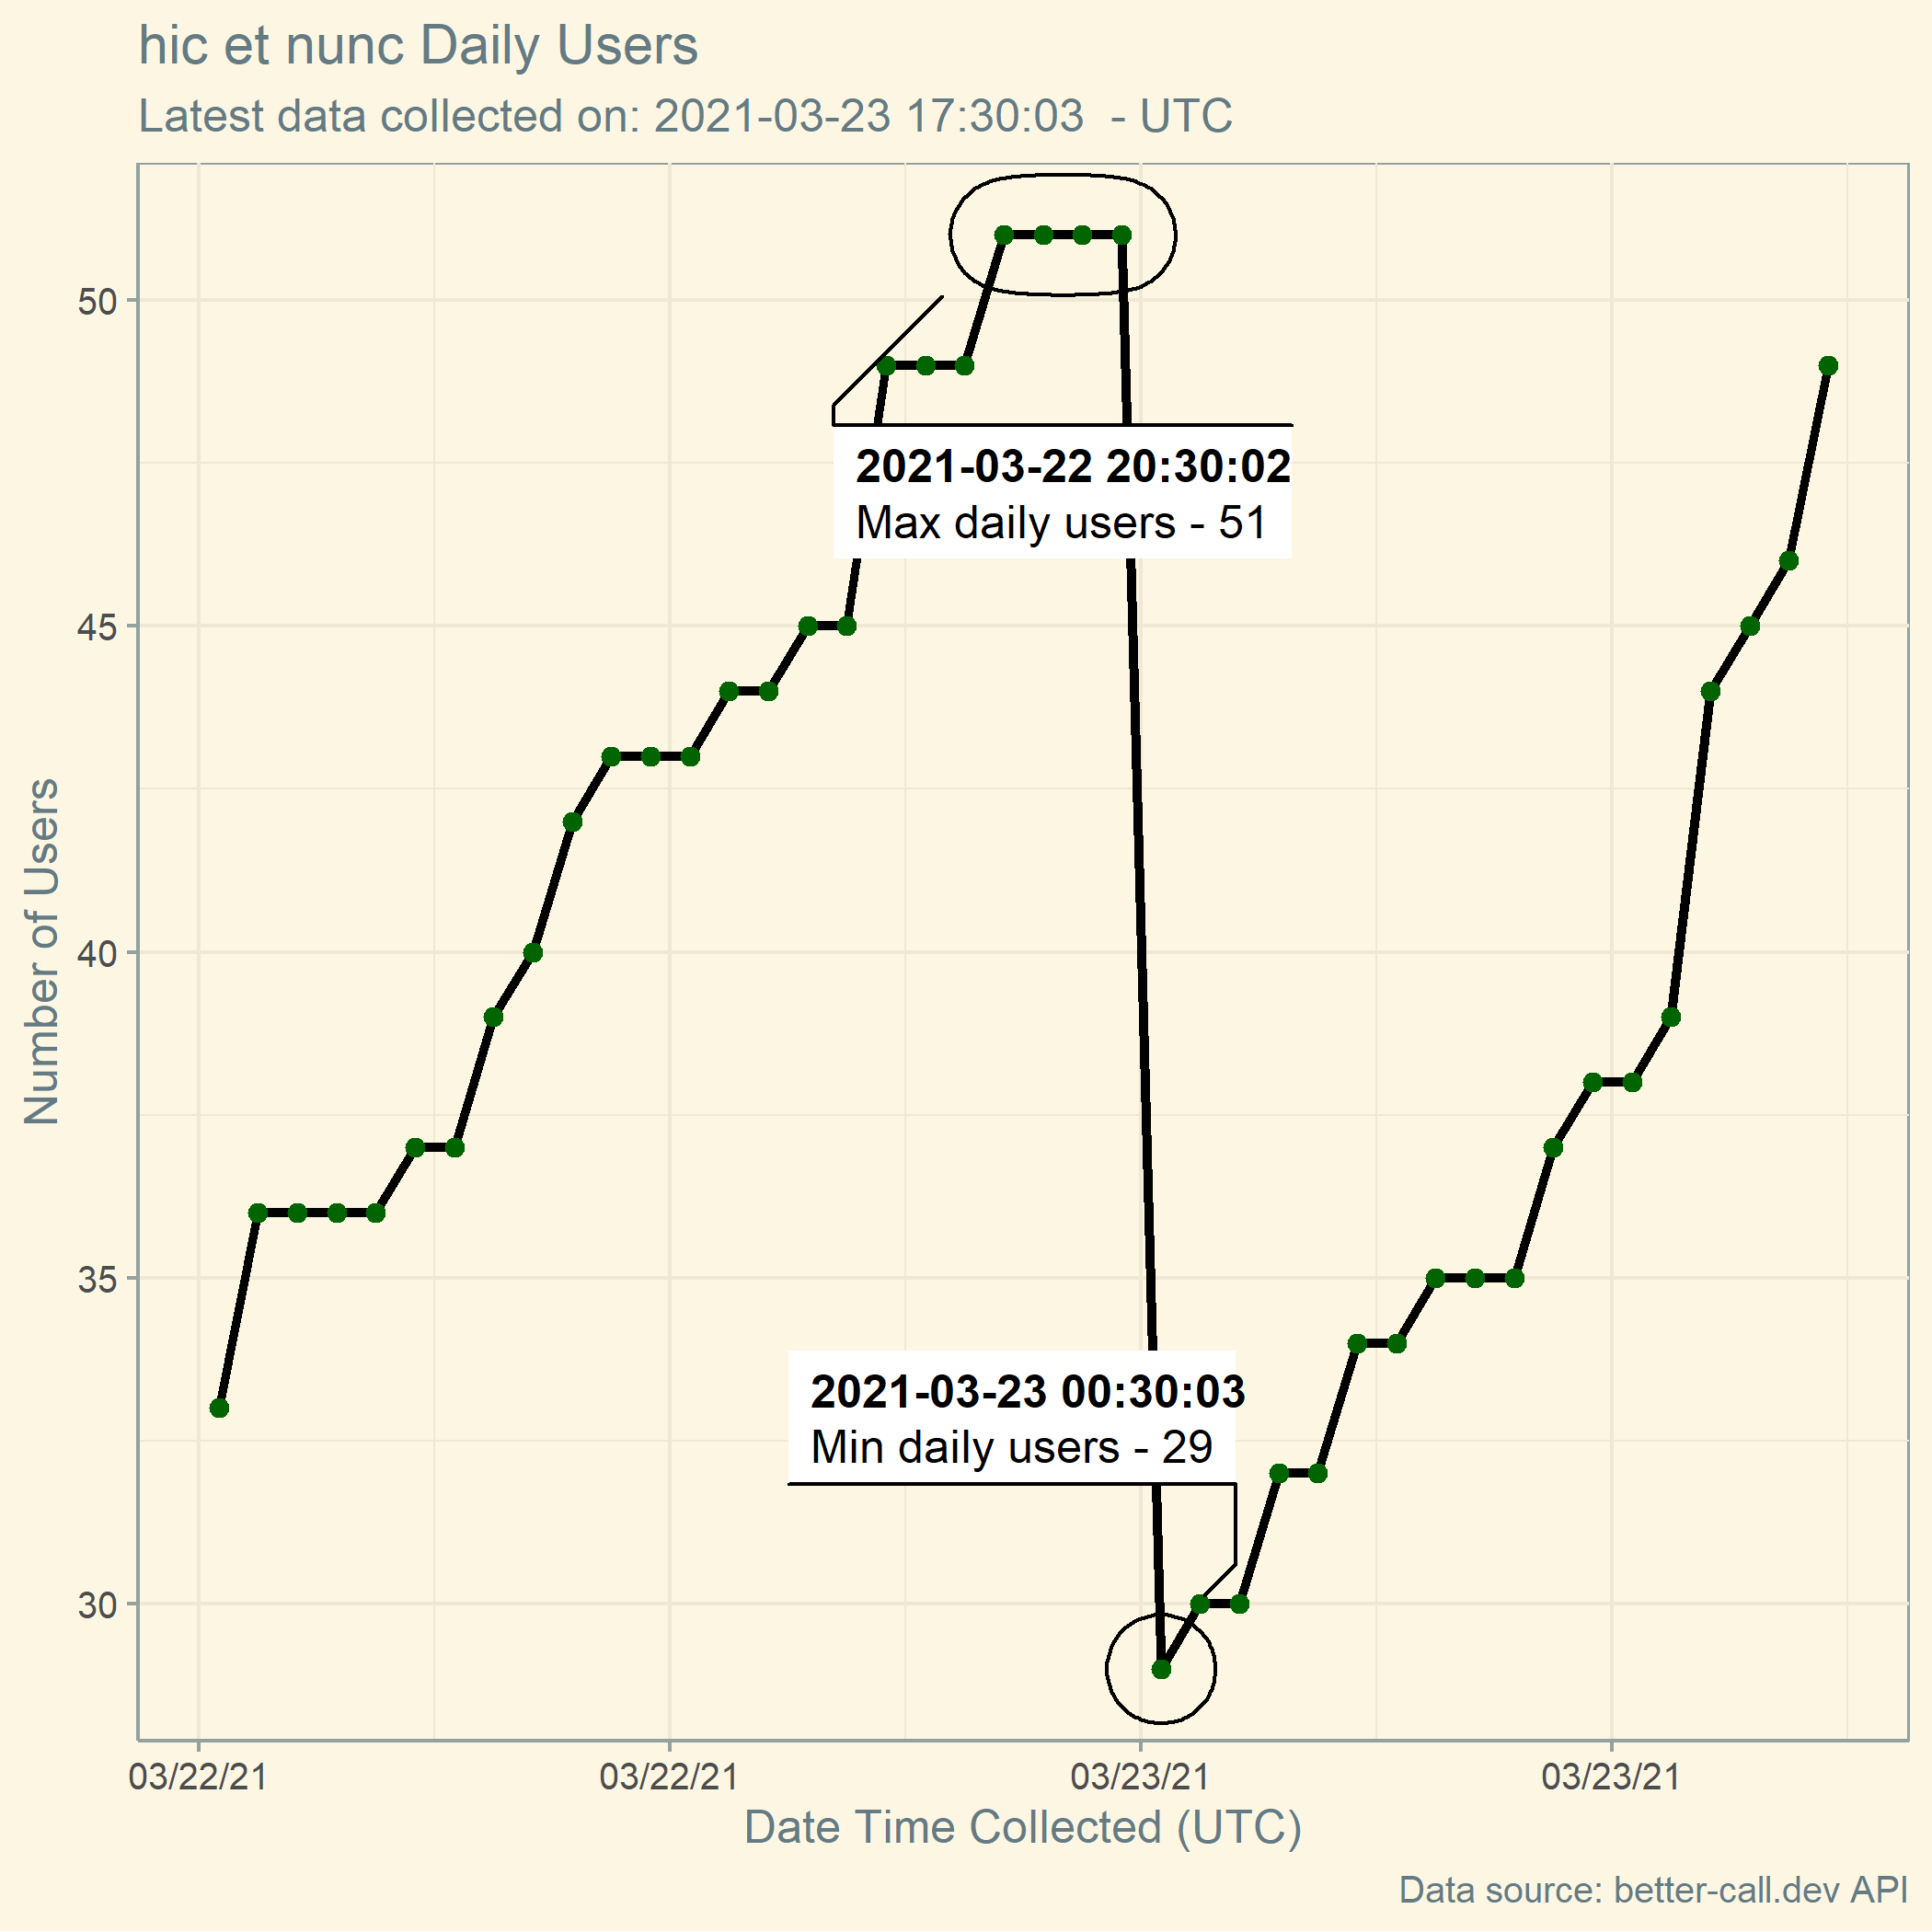 hic et nunc Daily Users
Latest data collected on: 2021-03-23 17:30:03  - UTC
50
2021-03-22 20:30:02
Max daily users - 51
45
Number of Users
40
35
2021-03-23 00:30:03
Min daily users - 29
30
03/22/21 03/22/21 03/23/21 03/23/21
Date Time Collected (UTC)
Data source: better-call.dev API